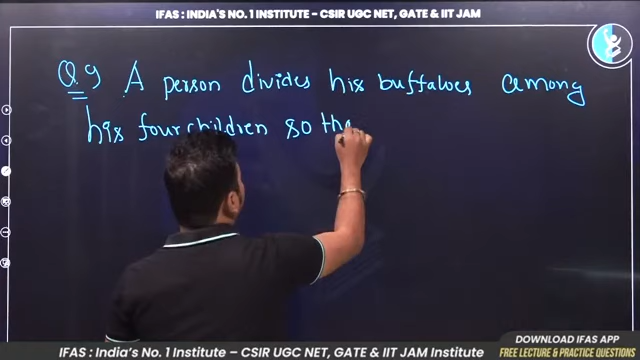 IFAS : INDIA'S NO. 1 INSTITUTE – CSIR UGC NET, GATE & IIT JAM
Q9 A person divides his buffaloes among
his four children so tha
DOWNLOAD IFAS APP
FREE LECTURE & PRACTICE QUESTIONS
IFAS: India's No. 1 Institute – CSIR UGC NET, GATE & IIT JAM Institute